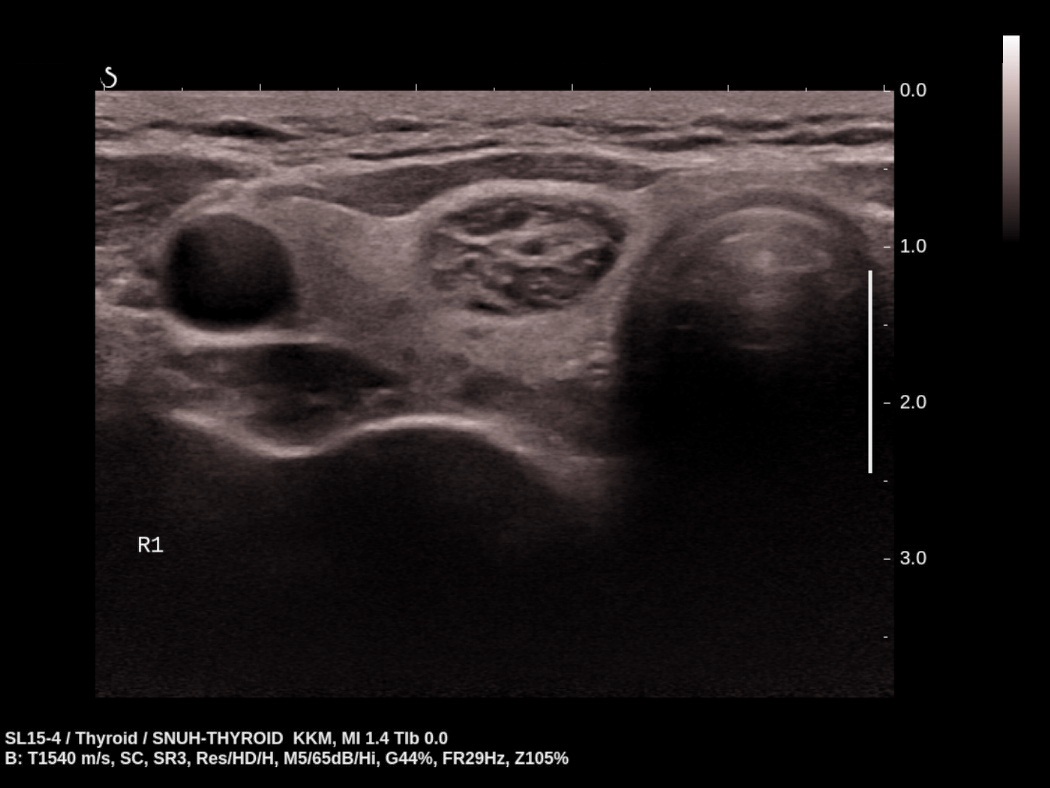 0.0
1.0
2.0
3.0
R1
SL15-4 / Thyroid / SNUH-THYROID KKM, MI 1.4 TIb 0.0
B: T1540 m/s, SC, SR3, Res/HD/H, M5/65dB/Hi, G44%, FR29Hz, Z105%